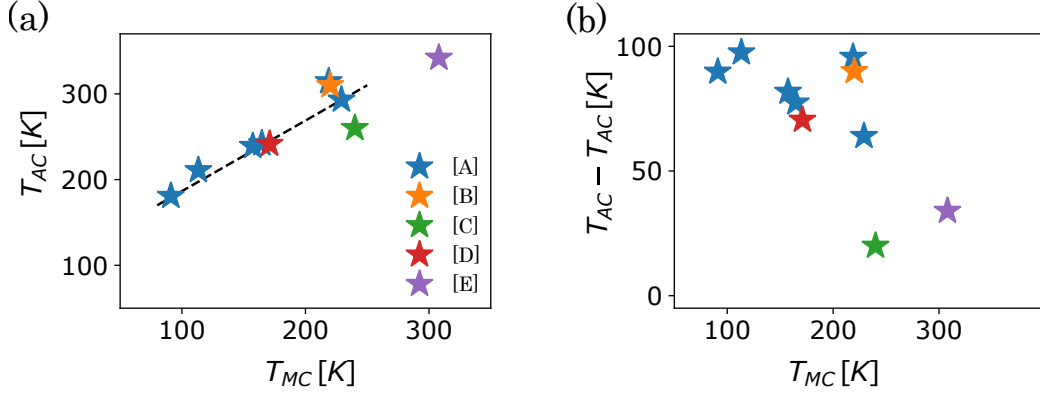 (a)
T_AC [K]
300
200
100
100
200
300
T_MC [K]
[A]
[B]
[C]
[D]
[E]
(b)
T_AC − T_AC [K]
100
50
0
100
200
300
T_MC [K]